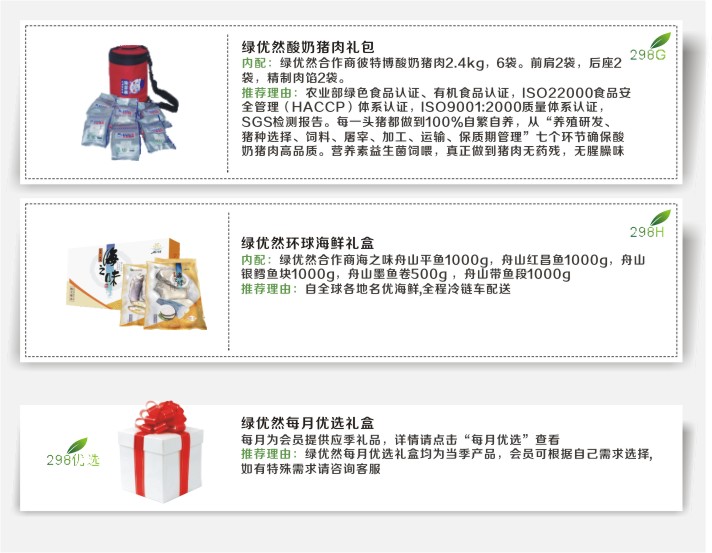 绿优然酸奶猪肉礼包
298G
内配：绿优然合作商彼特博酸奶猪肉2.4kg，6袋。前肩2袋，后座2
袋，精制肉馅2袋。
推荐理由：农业部绿色食品认证、有机食品认证，ISO22000食品安
全管理（HACCP）体系认证，ISO9001:2000质量体系认证，
SGS检测报告。每一头猪都做到100%自繁自养，从“养殖研发、
猪种选择、饲料、屠宰、加工、运输、保质期管理”七个环节确保酸
奶猪肉高品质。营养素益生菌饲喂，真正做到猪肉无药残，无腥臊味
298H
绿优然环球海鲜礼盒
内配：绿优然合作商海之味舟山平鱼1000g，舟山红昌鱼1000g，舟山
银鳕鱼块1000g，舟山墨鱼卷500g ，舟山带鱼段1000g
推荐理由：自全球各地名优海鲜,全程冷链车配送
海之味
绿优然每月优选礼盒
每月为会员提供应季礼品，详情请点击“每月优选”查看
推荐理由：绿优然每月优选礼盒均为当季产品，会员可根据自己需求选择,
如有特殊需求请咨询客服
298优选